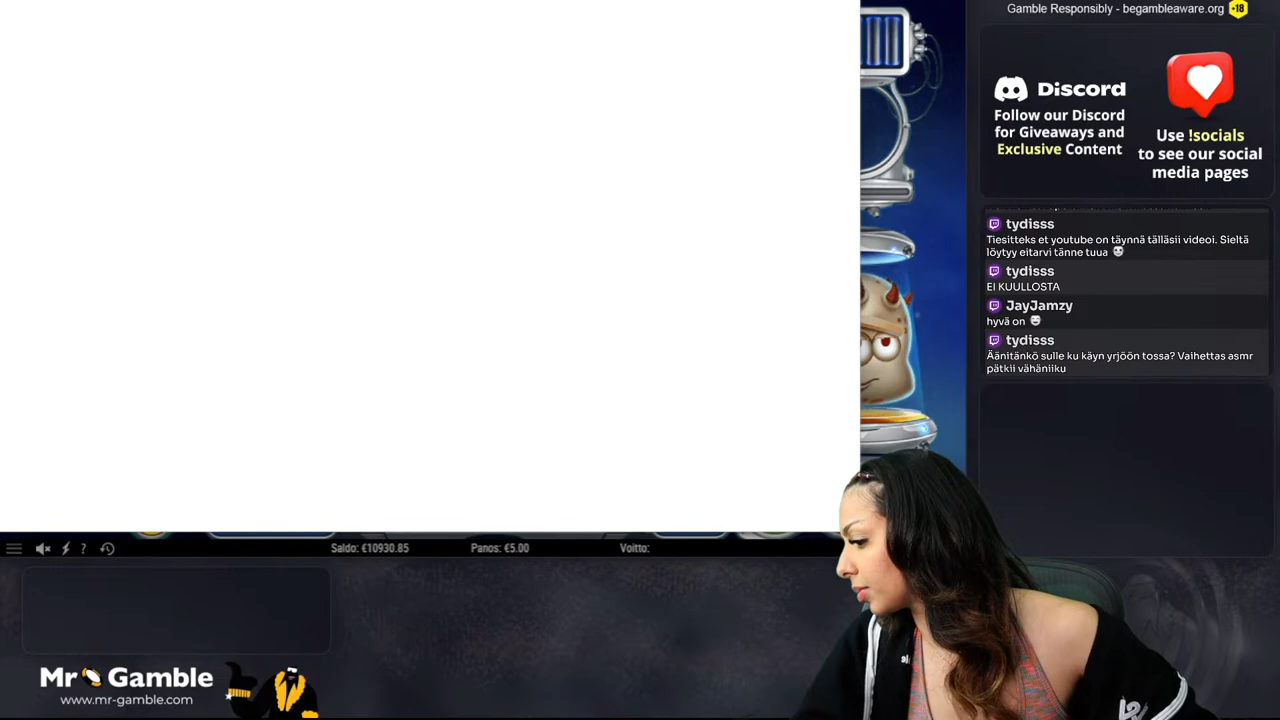 Gamble Responsibly - begambleaware.org +18
Discord
Follow our Discord
for Giveaways and
Exclusive Content
Use !socials
to see our social
media pages
tydisss
Tiesitteks et youtube on täynnä tälläsii videoi. Sieltä
löytyy eitarvi tänne tuua
tydisss
EI KUULLOSTA
JayJamzy
hyvä on
tydisss
Äänitänkö sulle ku käyn yrjöön tossa? Vaihettas asmr
pätkii vähäniiku
? Saldo: €10930.85 Panos: €5.00 Voitto:
Mr Gamble
www.mr-gamble.com